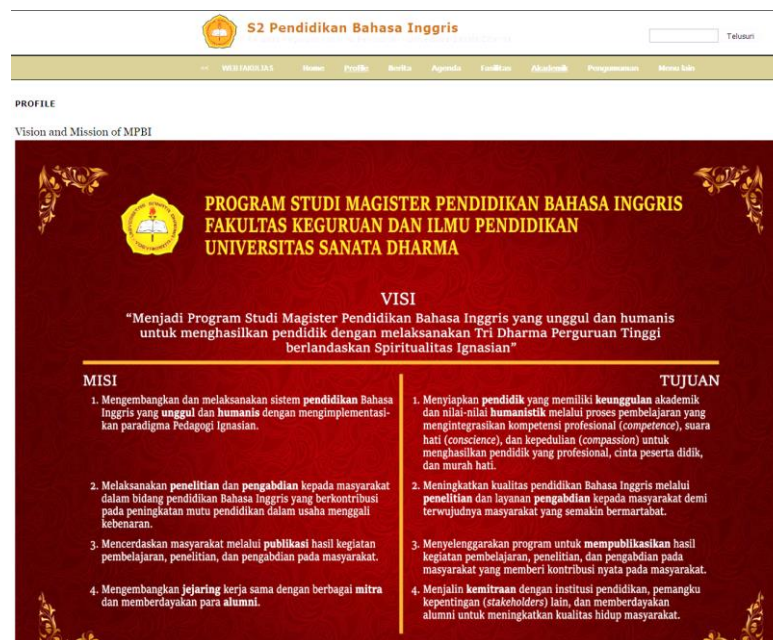 S2 Pendidikan Bahasa Inggris
Telusuri
<< WEB FAKULTAS Home Profile Berita Agenda Fasilitas Akademik Pengumuman Menu lain
PROFILE
Vision and Mission of MPBI
PROGRAM STUDI MAGISTER PENDIDIKAN BAHASA INGGRIS
FAKULTAS KEGURUAN DAN ILMU PENDIDIKAN
UNIVERSITAS SANATA DHARMA
VISI
“Menjadi Program Studi Magister Pendidikan Bahasa Inggris yang unggul dan humanis
untuk menghasilkan pendidik dengan melaksanakan Tri Dharma Perguruan Tinggi
berlandaskan Spiritualitas Ignasian”
MISI
1. Mengembangkan dan melaksanakan sistem pendidikan Bahasa
Inggris yang unggul dan humanis dengan mengimplementasi-
kan paradigma Pedagogi Ignasian.
2. Melaksanakan penelitian dan pengabdian kepada masyarakat
dalam bidang pendidikan Bahasa Inggris yang berkontribusi
pada peningkatan mutu pendidikan dalam usaha menggali
kebenaran.
3. Mencerdaskan masyarakat melalui publikasi hasil kegiatan
pembelajaran, penelitian, dan pengabdian pada masyarakat.
4. Mengembangkan jejaring kerja sama dengan berbagai mitra
dan memberdayakan para alumni.
TUJUAN
1. Menyiapkan pendidik yang memiliki keunggulan akademik
dan nilai-nilai humanistik melalui proses pembelajaran yang
mengintegrasikan kompetensi profesional (competence), suara
hati (conscience), dan kepedulian (compassion) untuk
menghasilkan pendidik yang profesional, cinta peserta didik,
dan murah hati.
2. Meningkatkan kualitas pendidikan Bahasa Inggris melalui
penelitian dan layanan pengabdian kepada masyarakat demi
terwujudnya masyarakat yang semakin bermartabat.
3. Menyelenggarakan program untuk mempublikasikan hasil
kegiatan pembelajaran, penelitian, dan pengabdian pada
masyarakat yang memberi kontribusi nyata pada masyarakat.
4. Menjalin kemitraan dengan institusi pendidikan, pemangku
kepentingan (stakeholders) lain, dan memberdayakan
alumni untuk meningkatkan kualitas hidup masyarakat.